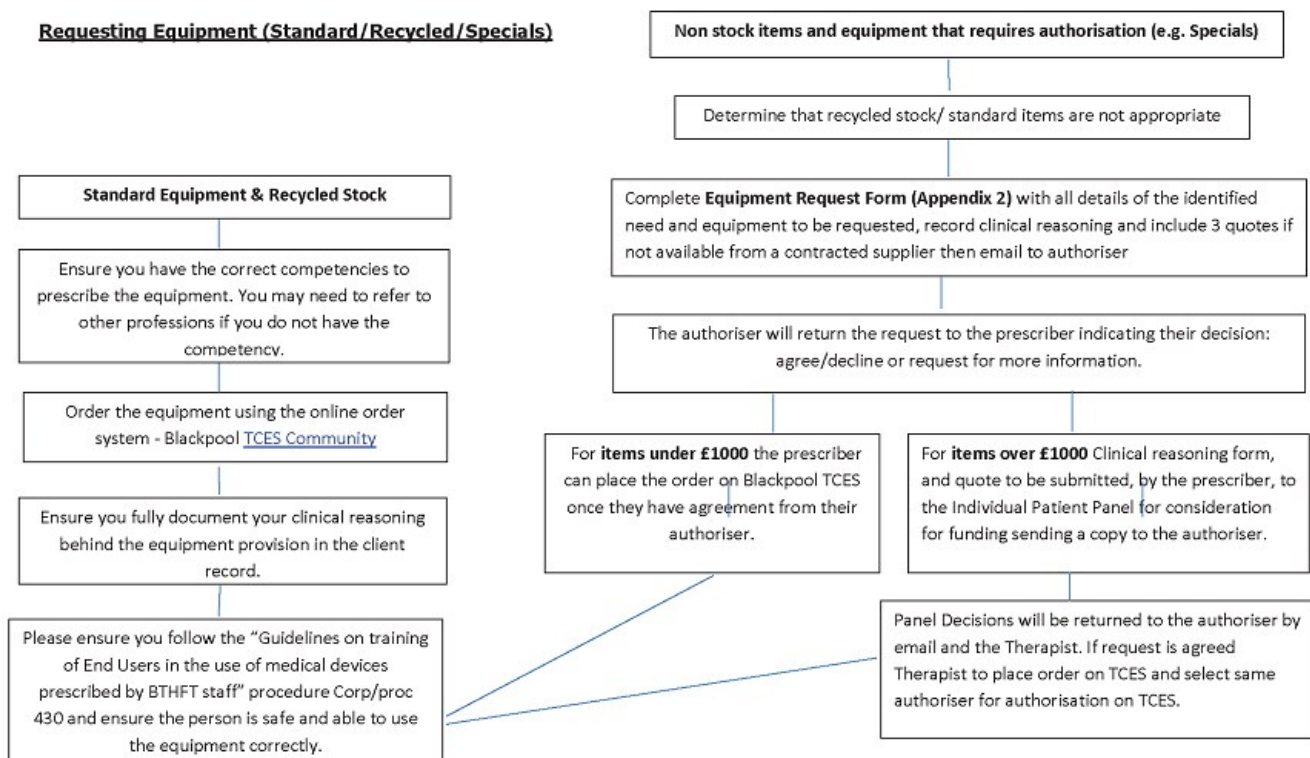 Requesting Equipment (Standard/Recycled/Specials)
Non stock items and equipment that requires authorisation (e.g. Specials)
Determine that recycled stock/ standard items are not appropriate
Complete Equipment Request Form (Appendix 2) with all details of the identified
need and equipment to be requested, record clinical reasoning and include 3 quotes if
not available from a contracted supplier then email to authoriser
The authoriser will return the request to the prescriber indicating their decision:
agree/decline or request for more information.
For items under £1000 the prescriber
can place the order on Blackpool TCES
once they have agreement from their
authoriser.
For items over £1000 Clinical reasoning form,
and quote to be submitted, by the prescriber, to
the Individual Patient Panel for consideration
for funding sending a copy to the authoriser.
Panel Decisions will be returned to the authoriser by
email and the Therapist. If request is agreed
Therapist to place order on TCES and select same
authoriser for authorisation on TCES.
Standard Equipment & Recycled Stock
Ensure you have the correct competencies to
prescribe the equipment. You may need to refer to
other professions if you do not have the
competency.
Order the equipment using the online order
system - Blackpool TCES Community
Ensure you fully document your clinical reasoning
behind the equipment provision in the client
record.
Please ensure you follow the "Guidelines on training
of End Users in the use of medical devices
prescribed by BTHFT staff" procedure Corp/proc
430 and ensure the person is safe and able to use
the equipment correctly.